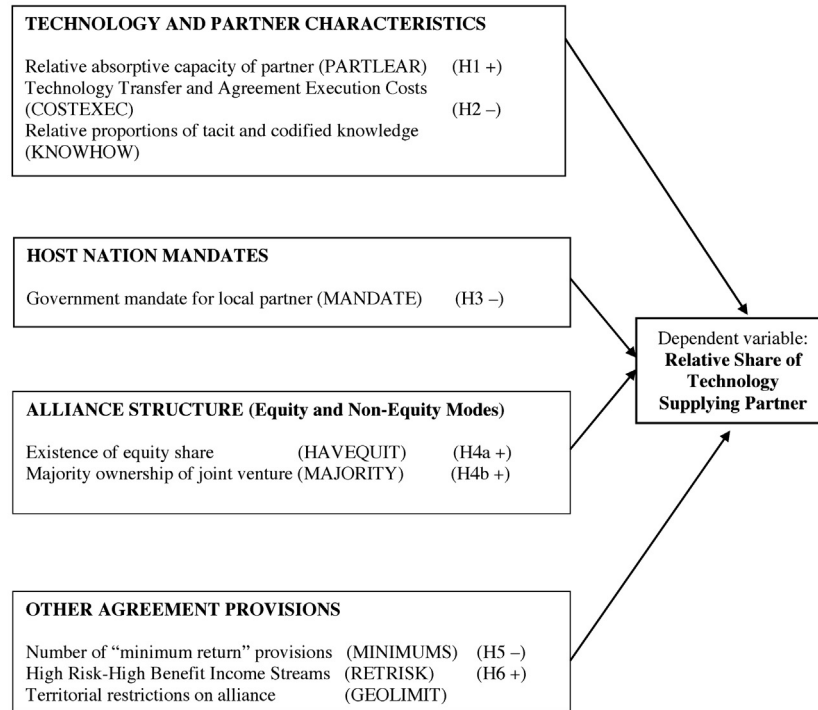 TECHNOLOGY AND PARTNER CHARACTERISTICS
Relative absorptive capacity of partner (PARTLEAR) (H1 +)
Technology Transfer and Agreement Execution Costs
(COSTEXEC) (H2 –)
Relative proportions of tacit and codified knowledge
(KNOWHOW)
HOST NATION MANDATES
Government mandate for local partner (MANDATE) (H3 –)
ALLIANCE STRUCTURE (Equity and Non-Equity Modes)
Existence of equity share (HAVEQUIT) (H4a +)
Majority ownership of joint venture (MAJORITY) (H4b +)
OTHER AGREEMENT PROVISIONS
Number of “minimum return” provisions (MINIMUMS) (H5 –)
High Risk-High Benefit Income Streams (RETRISK) (H6 +)
Territorial restrictions on alliance (GEOLIMIT)
Dependent variable:
Relative Share of
Technology
Supplying Partner